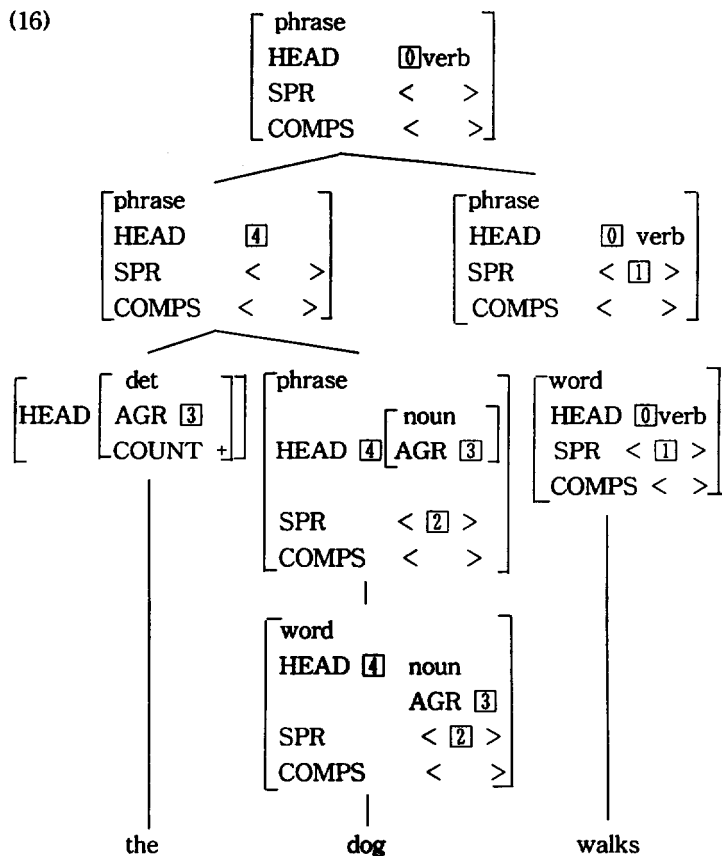 (16)
phrase
HEAD [0]verb
SPR < >
COMPS < >
phrase
HEAD [4]
SPR < >
COMPS < >
phrase
HEAD [0] verb
SPR < [1] >
COMPS < >
det
HEAD AGR [3]
COUNT +
phrase
noun
HEAD [4] AGR [3]
SPR < [2] >
COMPS < >
word
HEAD [0]verb
SPR < [1] >
COMPS < >
word
HEAD [4] noun
AGR [3]
SPR < [2] >
COMPS < >
the dog walks